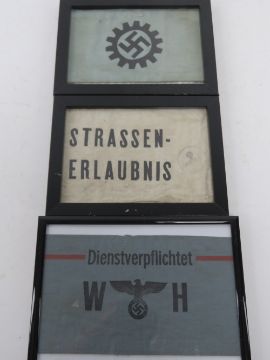 STRASSEN-
ERLAUBNIS
Dienstverpflichtet
W H